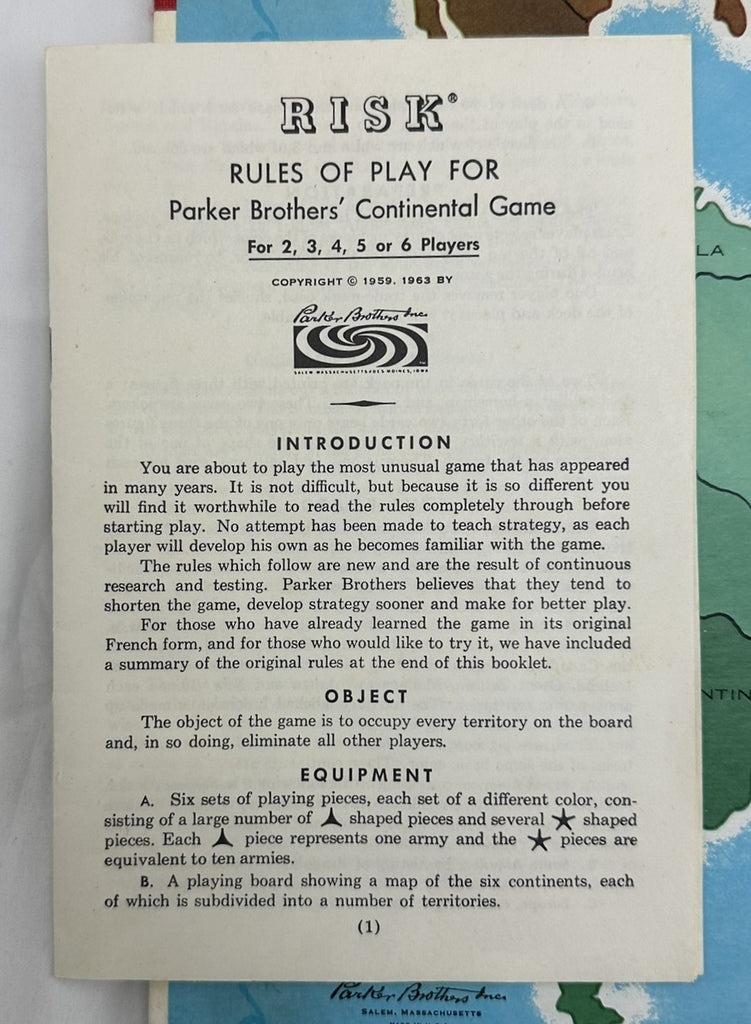 RISK®
RULES OF PLAY FOR
Parker Brothers' Continental Game
For 2, 3, 4, 5 or 6 Players
COPYRIGHT © 1959, 1963 BY
Parker Brothers Inc.
SALEM MASSACHUSETTS • DES MOINES, IOWA
INTRODUCTION
You are about to play the most unusual game that has appeared
in many years. It is not difficult, but because it is so different you
will find it worthwhile to read the rules completely through before
starting play. No attempt has been made to teach strategy, as each
player will develop his own as he becomes familiar with the game.
The rules which follow are new and are the result of continuous
research and testing. Parker Brothers believes that they tend to
shorten the game, develop strategy sooner and make for better play.
For those who have already learned the game in its original
French form, and for those who would like to try it, we have included
a summary of the original rules at the end of this booklet.
OBJECT
The object of the game is to occupy every territory on the board
and, in so doing, eliminate all other players.
EQUIPMENT
A. Six sets of playing pieces, each set of a different color, con-
sisting of a large number of shaped pieces and several shaped
pieces. Each piece represents one army and the pieces are
equivalent to ten armies.
B. A playing board showing a map of the six continents, each
of which is subdivided into a number of territories.
(1)
LA
NTIN
Parker Brothers Inc.
SALEM, MASSACHUSETTS